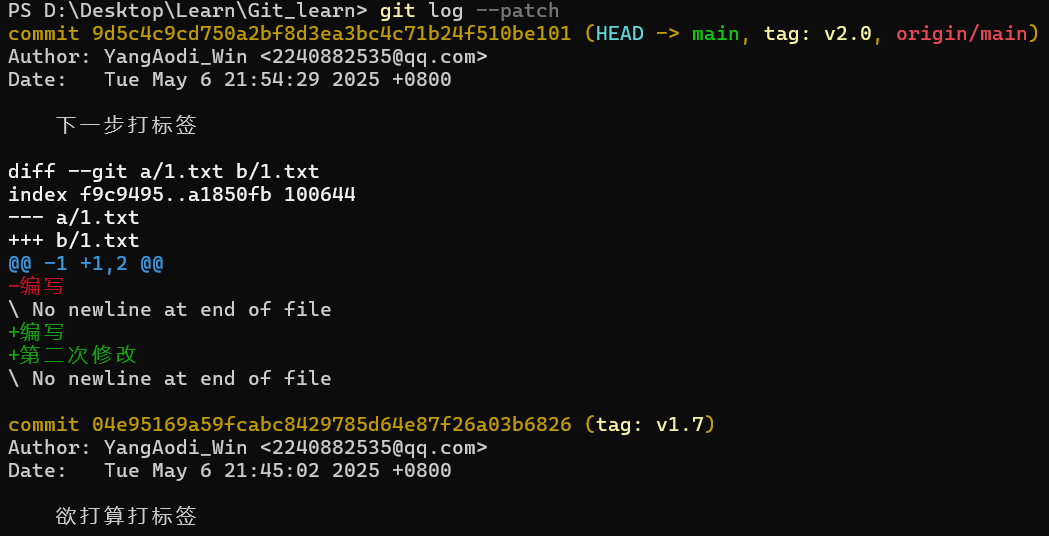 PS D:\Desktop\Learn\Git_learn> git log --patch
commit 9d5c4c9cd750a2bf8d3ea3bc4c71b24f510be101 (HEAD -> main, tag: v2.0, origin/main)
Author: YangAodi_Win <2240882535@qq.com>
Date:   Tue May 6 21:54:29 2025 +0800
下一步打标签
diff --git a/1.txt b/1.txt
index f9c9495..a1850fb 100644
--- a/1.txt
+++ b/1.txt
@@ -1 +1,2 @@
-编写
\ No newline at end of file
+编写
+第二次修改
\ No newline at end of file
commit 04e95169a59fcabc8429785d64e87f26a03b6826 (tag: v1.7)
Author: YangAodi_Win <2240882535@qq.com>
Date:   Tue May 6 21:45:02 2025 +0800
欲打算打标签